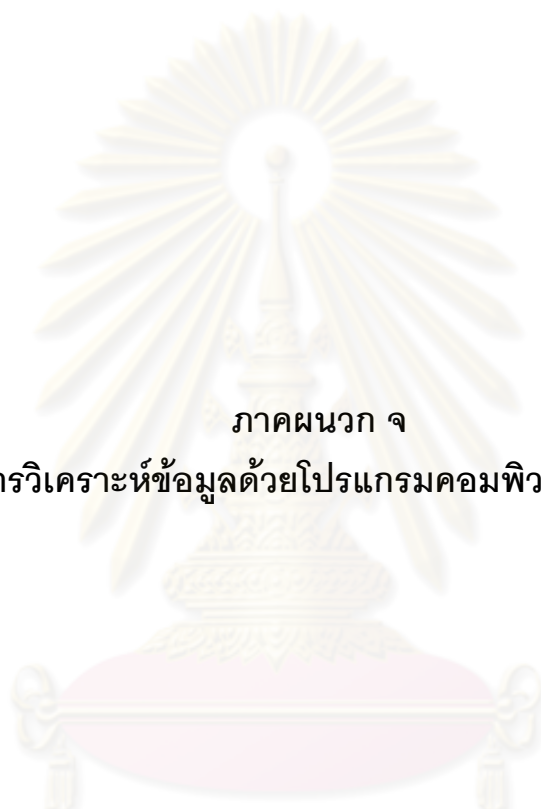 ภาคผนวก จ
ารวิเคราะห์ข้อมูลด้วยโปรแกรมคอมพิว